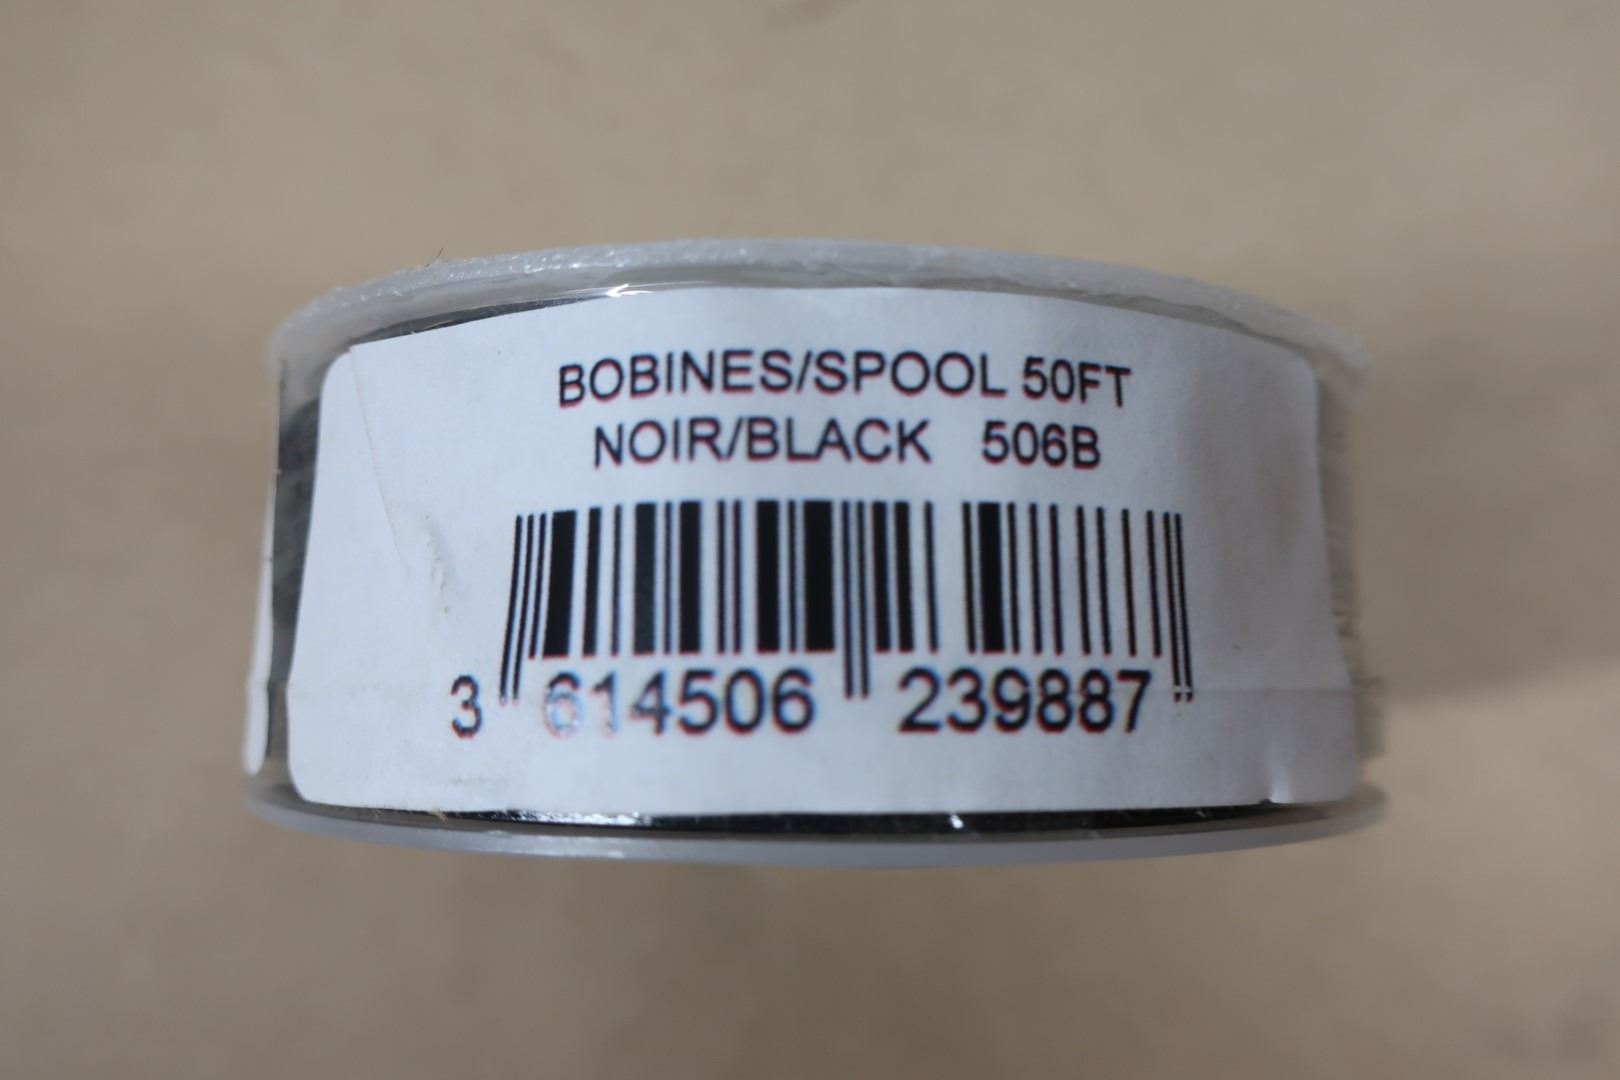 BOBINES/SPOOL 50FT
NOIR/BLACK 506B
3 614506 239887